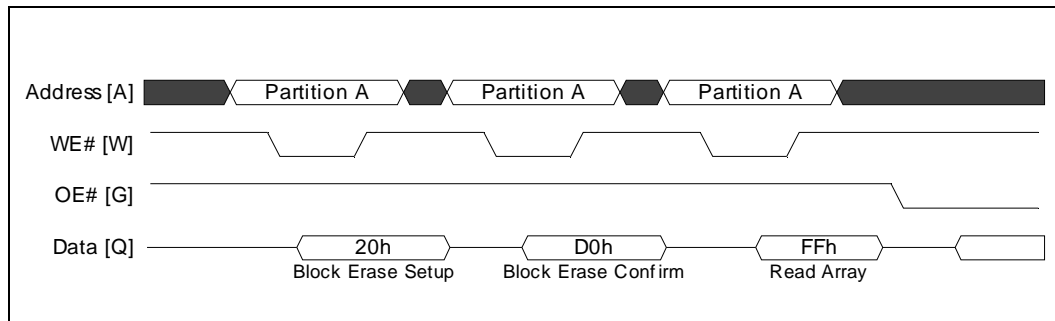 Address [A] Partition A Partition A Partition A
WE# [W]
OE# [G]
Data [Q] 20h D0h FFh
Block Erase Setup Block Erase Confirm Read Array